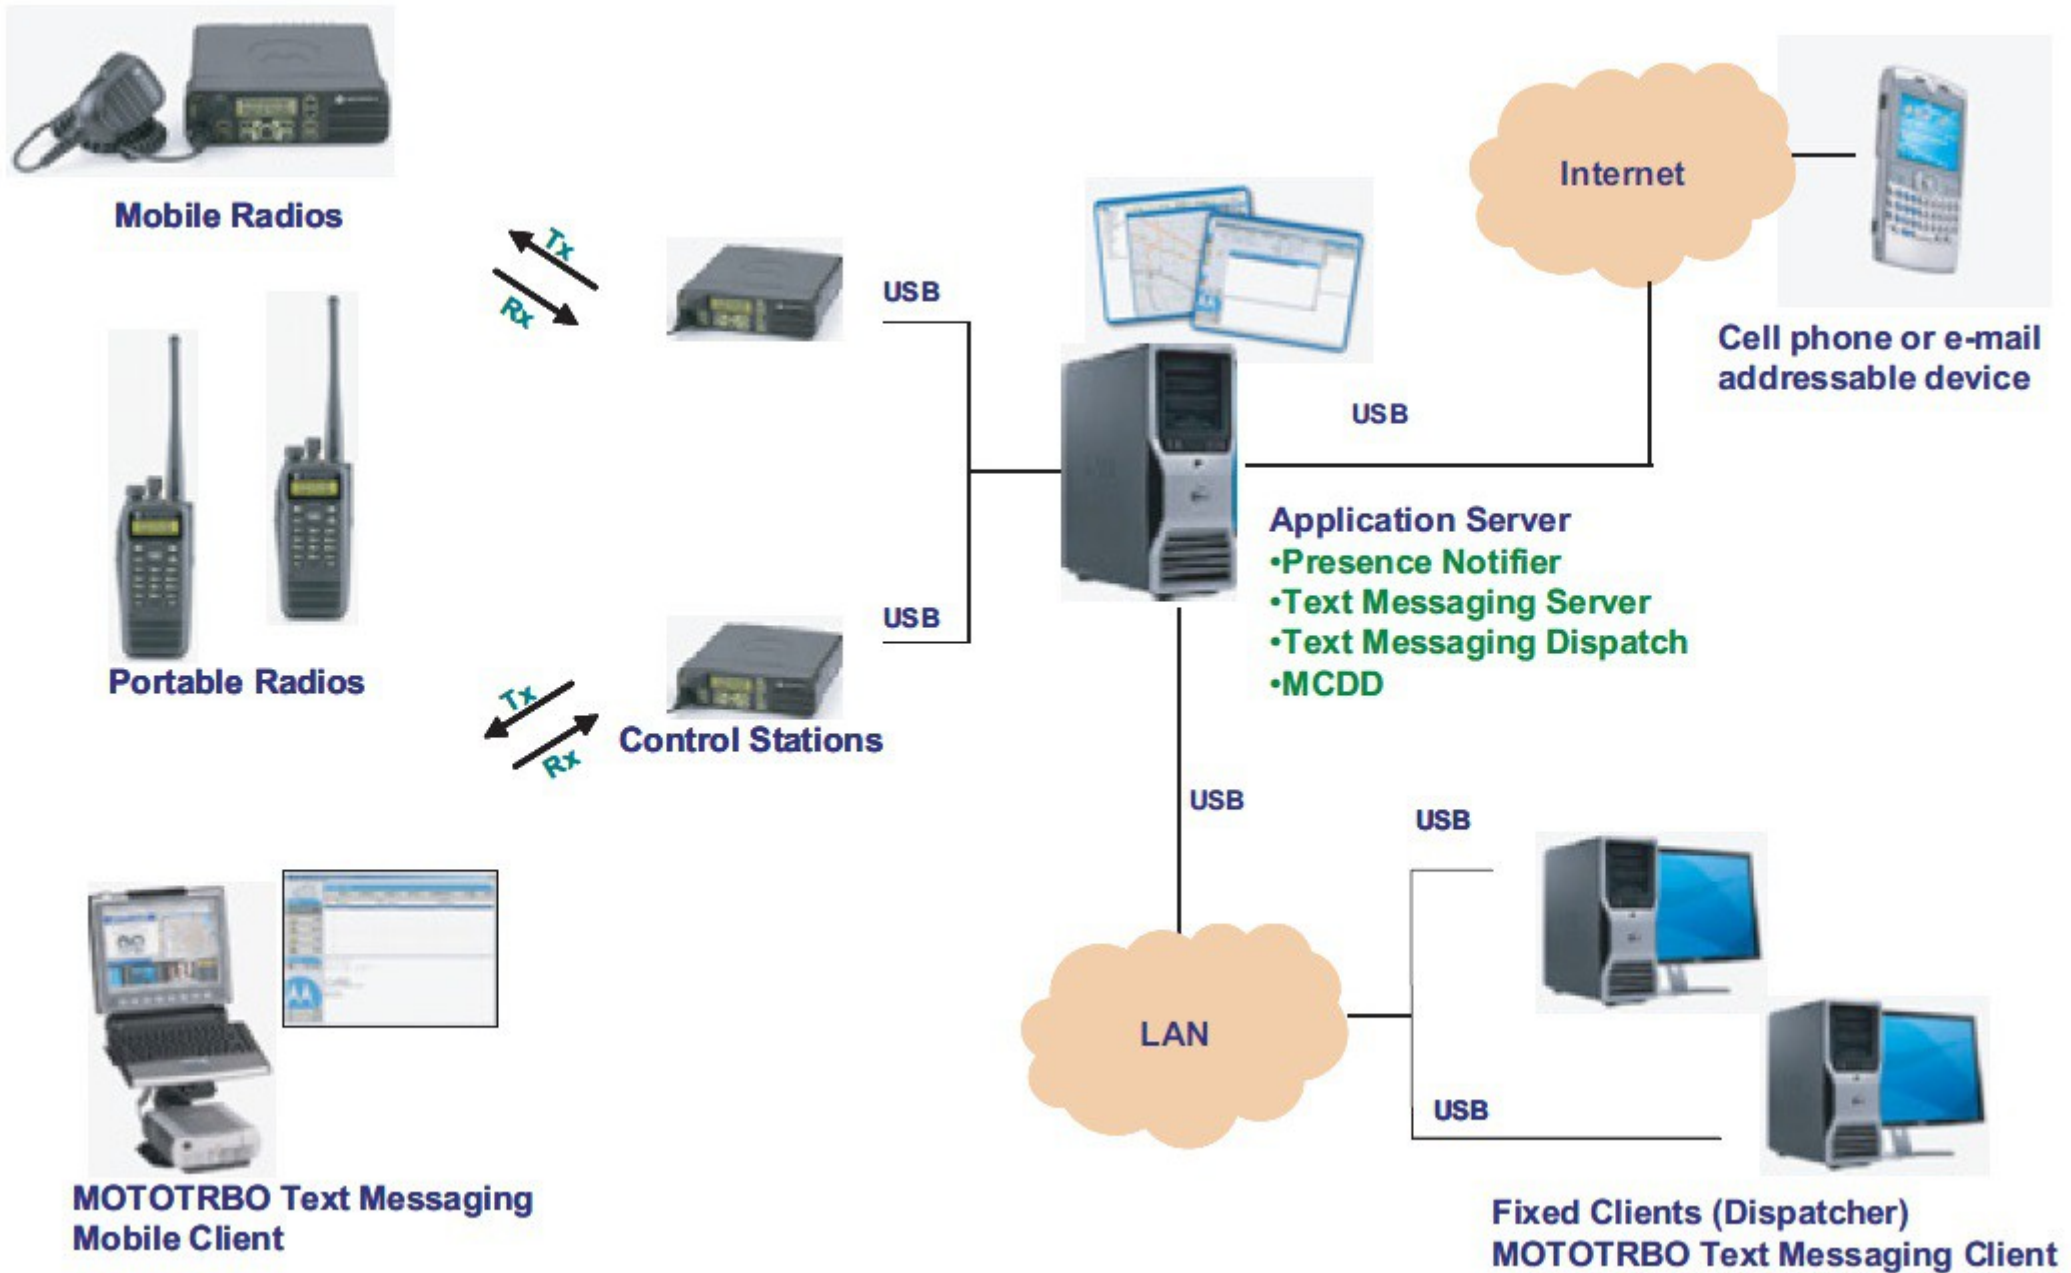 Mobile Radios
Tx
Rx
USB
Internet
Cell phone or e-mail
addressable device
USB
Portable Radios
Application Server
•Presence Notifier
•Text Messaging Server
•Text Messaging Dispatch
•MCDD
USB
Tx
Rx
Control Stations
USB
USB
LAN
USB
MOTOTRBO Text Messaging
Mobile Client
Fixed Clients (Dispatcher)
MOTOTRBO Text Messaging Client